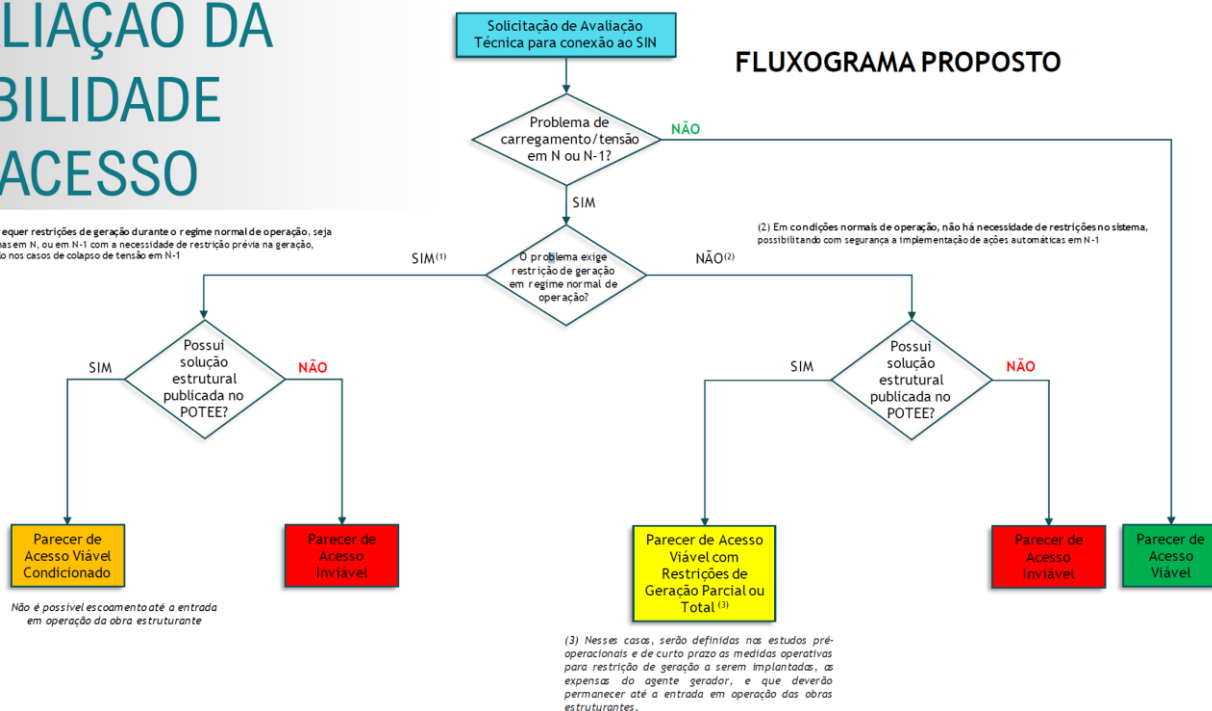 LIAÇÃO DA
BILIDADE
ACESSO
FLUXOGRAMA PROPOSTO
Solicitação de Avaliação
Técnica para conexão ao SIN
Problema de
carregamento/tensão
em N ou N-1?
NÃO
SIM
equer restrições de geração durante o regime normal de operação, seja
nas em N, ou em N-1 com a necessidade de restrição prévia na geração,
lo nos casos de colapso de tensão em N-1
(2) Em condições normais de operação, não há necessidade de restrições no sistema,
possibilitando com segurança a implementação de ações automáticas em N-1
SIM(1)
O problema exige
restrição de geração
em regime normal de
operação?
NÃO(2)
SIM
Possui
solução
estrutural
publicada no
POTEE?
NÃO
SIM
Possui
solução
estrutural
publicada no
POTEE?
NÃO
Parecer de
Acesso Viável
Condicionado
Parecer de
Acesso
Inviável
Parecer de Acesso
Viável com
Restrições de
Geração Parcial ou
Total (3)
Parecer de
Acesso
Inviável
Parecer de
Acesso
Viável
Não é possivel escoamento até a entrada
em operação da obra estruturante
(3) Nesses casos, serão definidas nos estudos pré-
operacionais e de curto prazo as medidas operativas
para restrição de geração a serem implantadas, as
expensas do agente gerador, e que deverão
permanecer até a entrada em operação das obras
estruturantes.